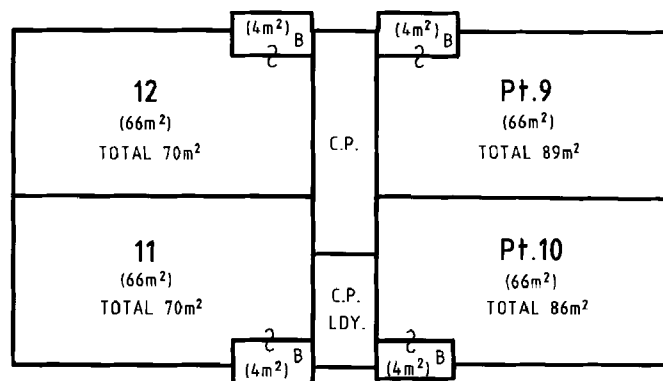 (4m²) B
(4m²) B
12
(66m²)
TOTAL 70m²
C.P.
Pt.9
(66m²)
TOTAL 89m²
11
(66m²)
TOTAL 70m²
C.P.
LDY.
Pt.10
(66m²)
TOTAL 86m²
(4m²) B
(4m²) B